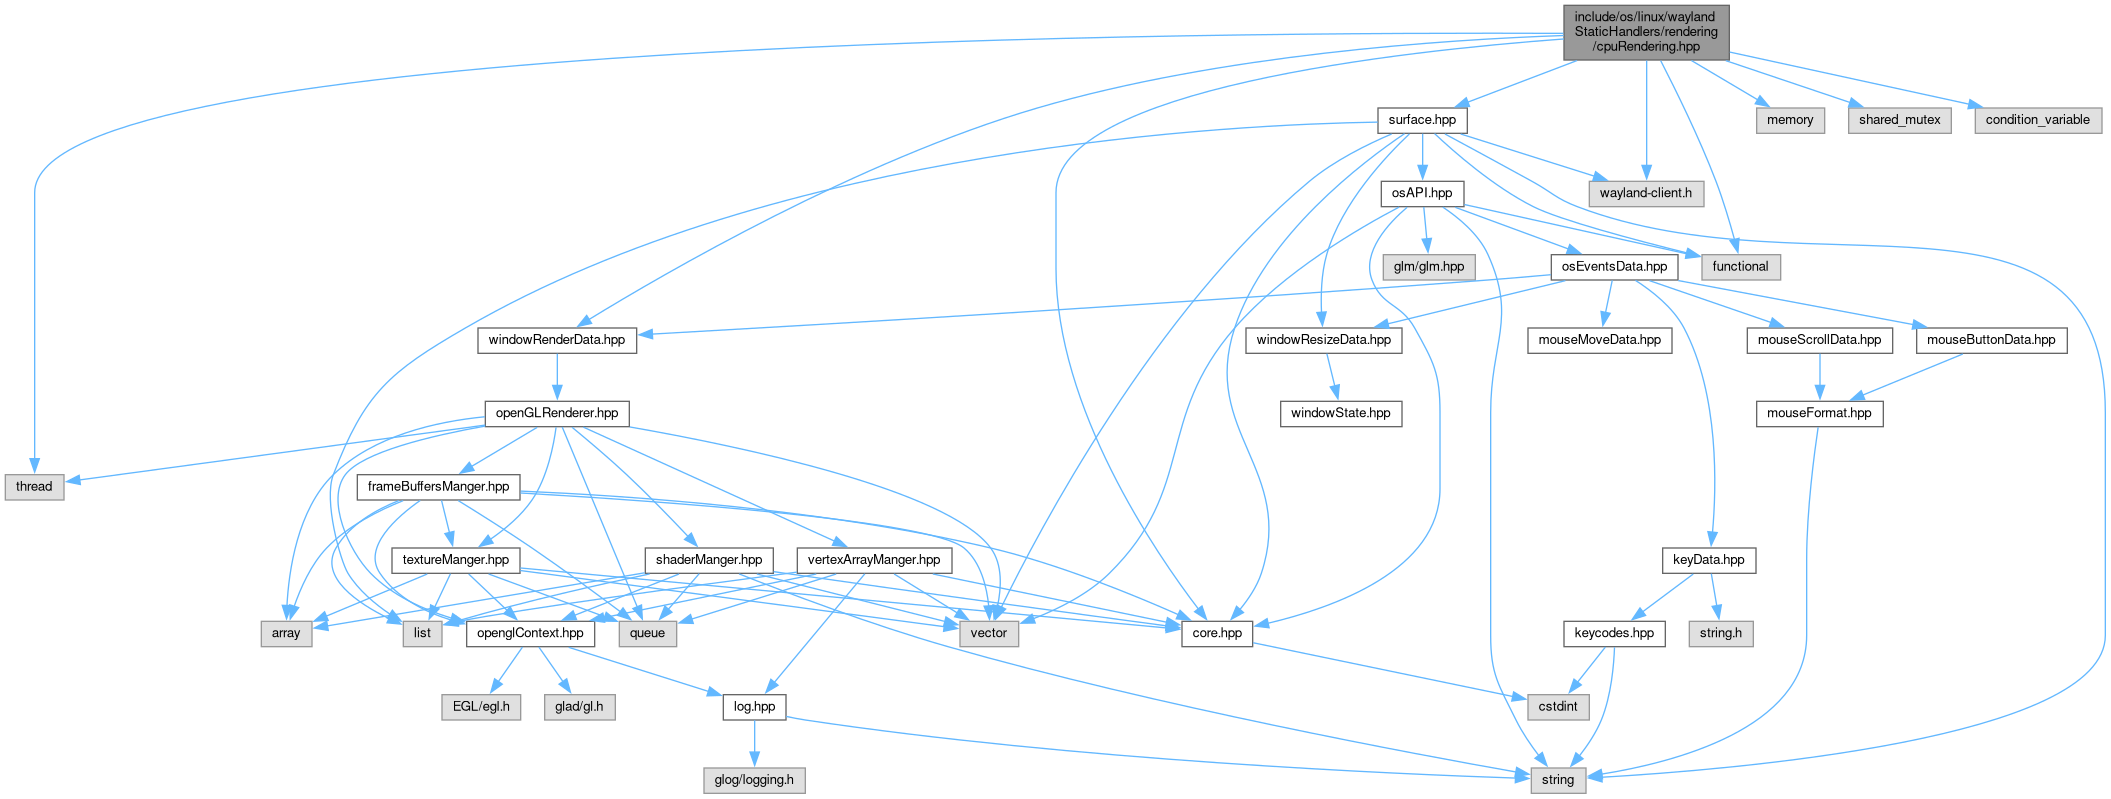 include/os/linux/wayland
StaticHandlers/rendering
/cpuRendering.hpp
surface.hpp
memory
shared_mutex
condition_variable
osAPI.hpp
wayland-client.h
glm/glm.hpp
osEventsData.hpp
functional
windowRenderData.hpp
windowResizeData.hpp
mouseMoveData.hpp
mouseScrollData.hpp
mouseButtonData.hpp
openGLRenderer.hpp
windowState.hpp
mouseFormat.hpp
thread
frameBuffersManger.hpp
textureManger.hpp
shaderManger.hpp
vertexArrayManger.hpp
keyData.hpp
array
list
openglContext.hpp
queue
vector
core.hpp
keycodes.hpp
string.h
EGL/egl.h
glad/gl.h
log.hpp
cstdint
glog/logging.h
string